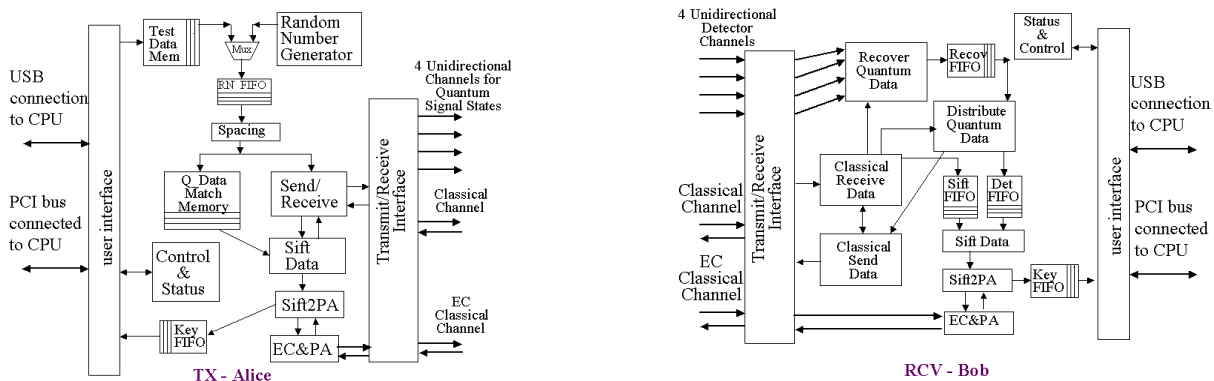 Test
Data
Mem
Mux
Random
Number
Generator
RN FIFO
Spacing
USB
connection
to CPU
PCI bus
connected
to CPU
user interface
Q_Data
Match
Memory
Send/
Receive
Control
&
Status
Sift
Data
Sift2PA
Key
FIFO
EC&PA
Transmit/Receive
Interface
4 Unidirectional
Channels for
Quantum
Signal States
Classical
Channel
EC
Classical
Channel
TX - Alice
4 Unidirectional
Detector
Channels
Transmit/Receive
Interface
Classical
Channel
EC
Classical
Channel
Recover
Quantum
Data
Recov
FIFO
Status
&
Control
Distribute
Quantum
Data
Classical
Receive
Data
Sift
FIFO
Det
FIFO
Classical
Send
Data
Sift Data
Sift2PA
Key
FIFO
EC&PA
user interface
USB
connection
to CPU
PCI bus
connected
to CPU
RCV - Bob